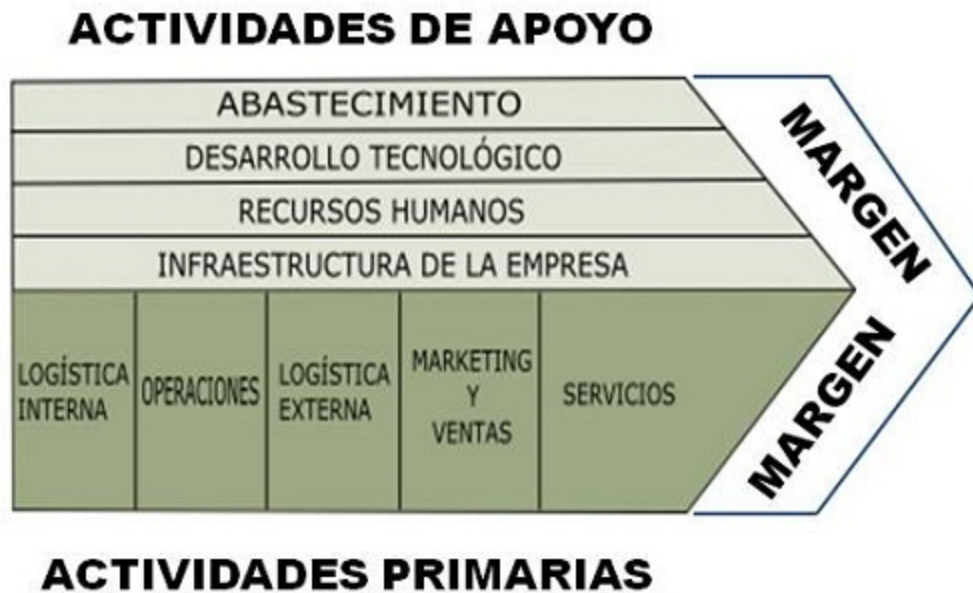 ACTIVIDADES DE APOYO
ABASTECIMIENTO
DESARROLLO TECNOLÓGICO
RECURSOS HUMANOS
INFRAESTRUCTURA DE LA EMPRESA
LOGÍSTICA
INTERNA
OPERACIONES
LOGÍSTICA
EXTERNA
MARKETING
Y
VENTAS
SERVICIOS
MARGEN
MARGEN
ACTIVIDADES PRIMARIAS